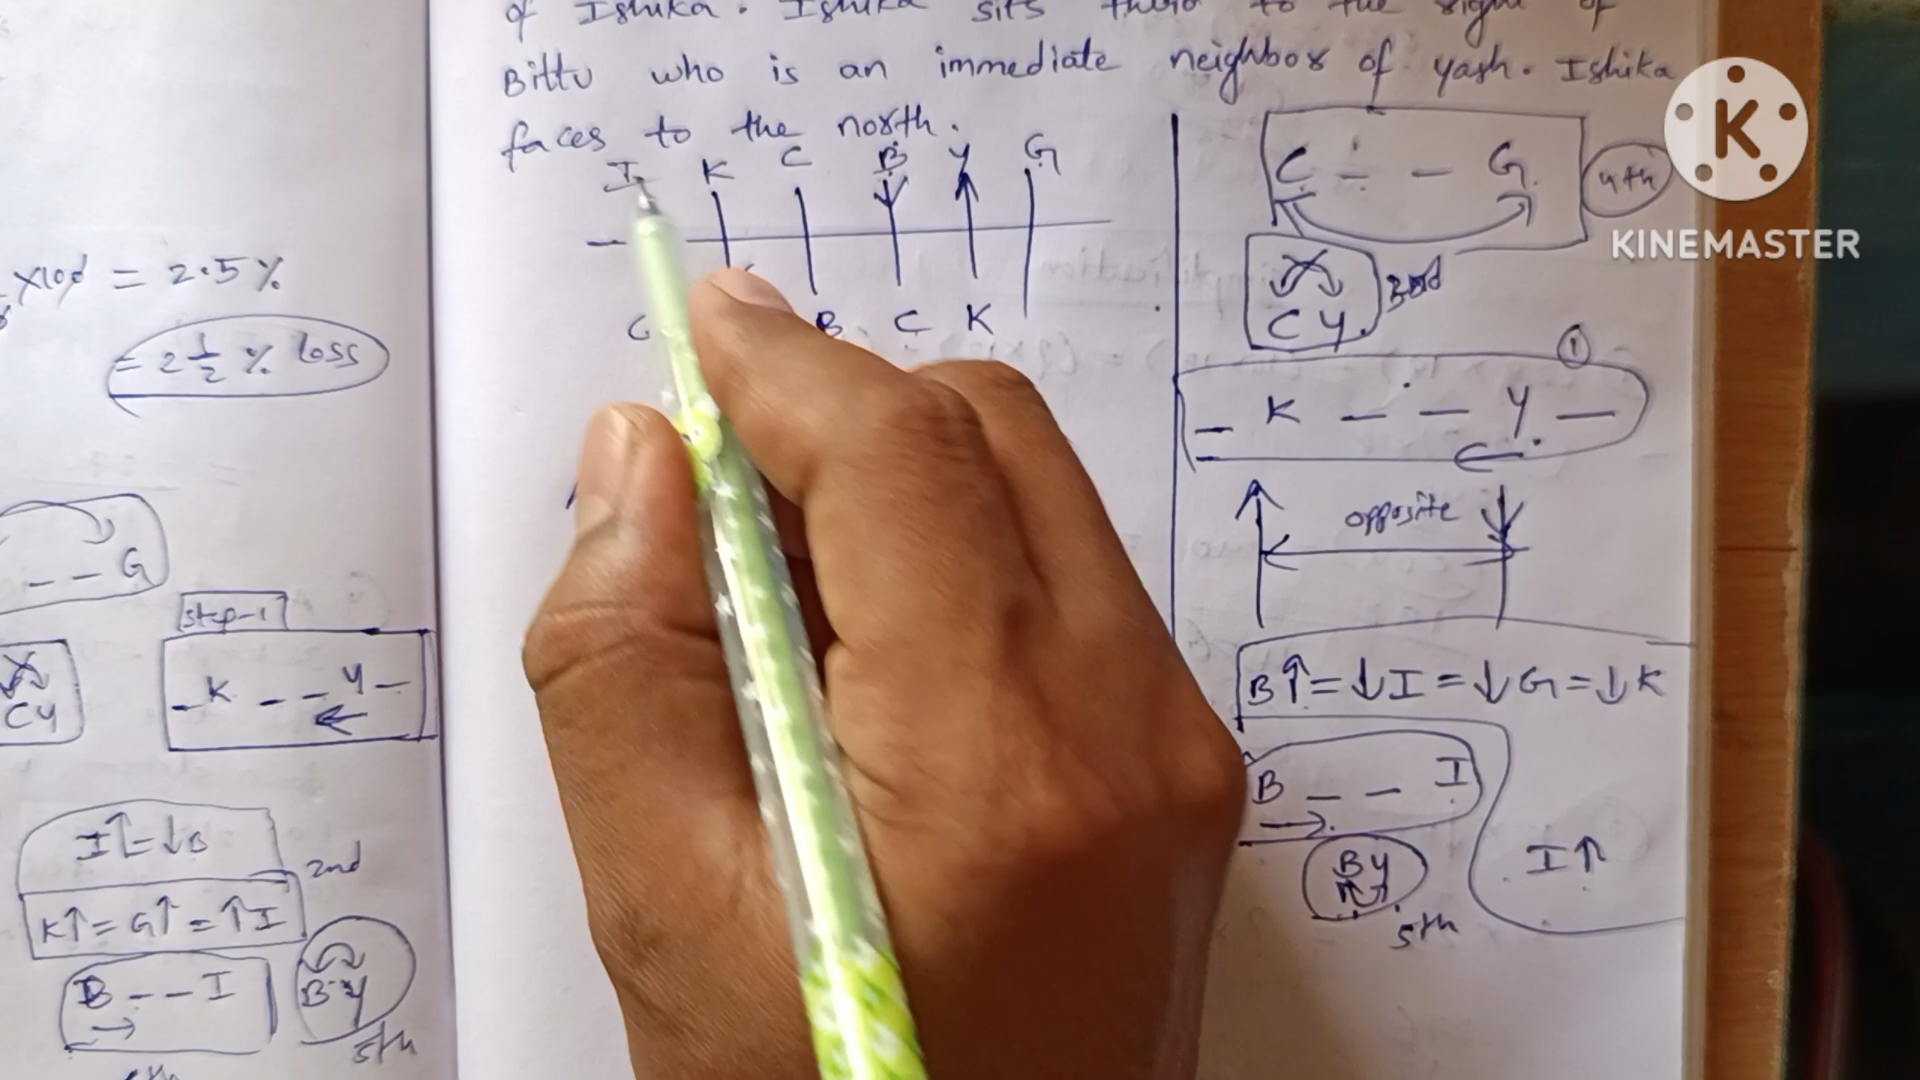 of Ishika. Ishika sits third to the right of
Bittu who is an immediate neighbor of yash. Ishika
faces to the north.
I K C B Y G
B C K
= 2.5%
= 2 1/2 % loss
_ _ G
C Y
Step-1
_ K _ _ Y _
I↑ = ↓B
2nd
K↑ = G↑ = ↑I
B _ _ I
B Y
5th
C _ _ G
4th
C Y
3rd
1
_ K _ _ Y _
opposite
B↑ = ↓I = ↓G = ↓K
B _ _ I
I↑
B Y
5th
K
KINEMASTER